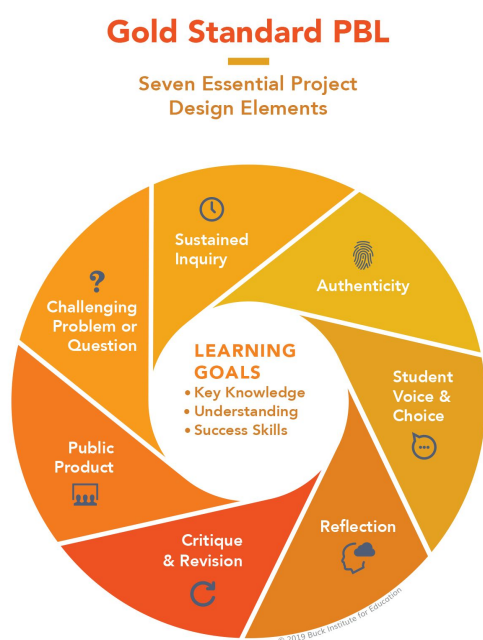 Gold Standard PBL
Seven Essential Project
Design Elements
Sustained
Inquiry
Authenticity
Student
Voice &
Choice
Reflection
Critique
& Revision
Public
Product
?
Challenging
Problem or
Question
LEARNING
GOALS
• Key Knowledge
• Understanding
• Success Skills
© 2019 Buck Institute for Education